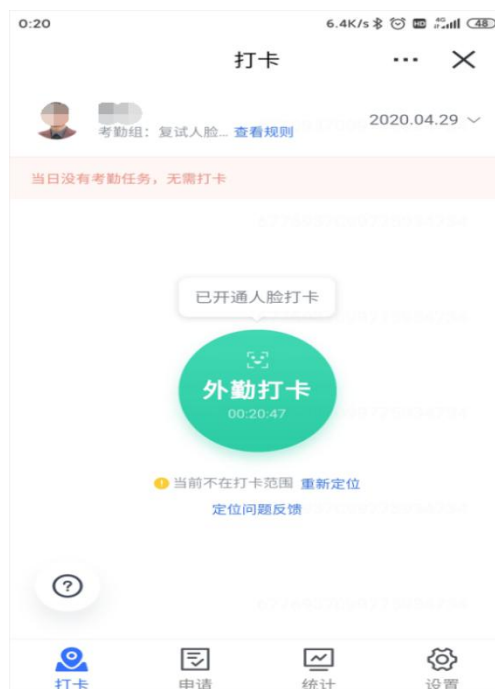 0:20 6.4K/s HD 4G 48
打卡
2020.04.29
考勤组：复试人脸... 查看规则
当日没有考勤任务，无需打卡
已开通人脸打卡
外勤打卡
00:20:47
当前不在打卡范围 重新定位
定位问题反馈
打卡 申请 统计 设置